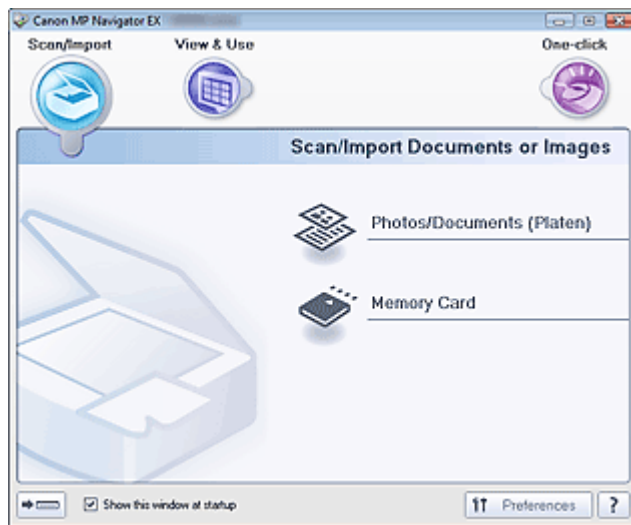 Canon MP Navigator EX
Scan/Import
View & Use
One-click
Scan/Import Documents or Images
Photos/Documents (Platen)
Memory Card
Show this window at startup
Preferences
?